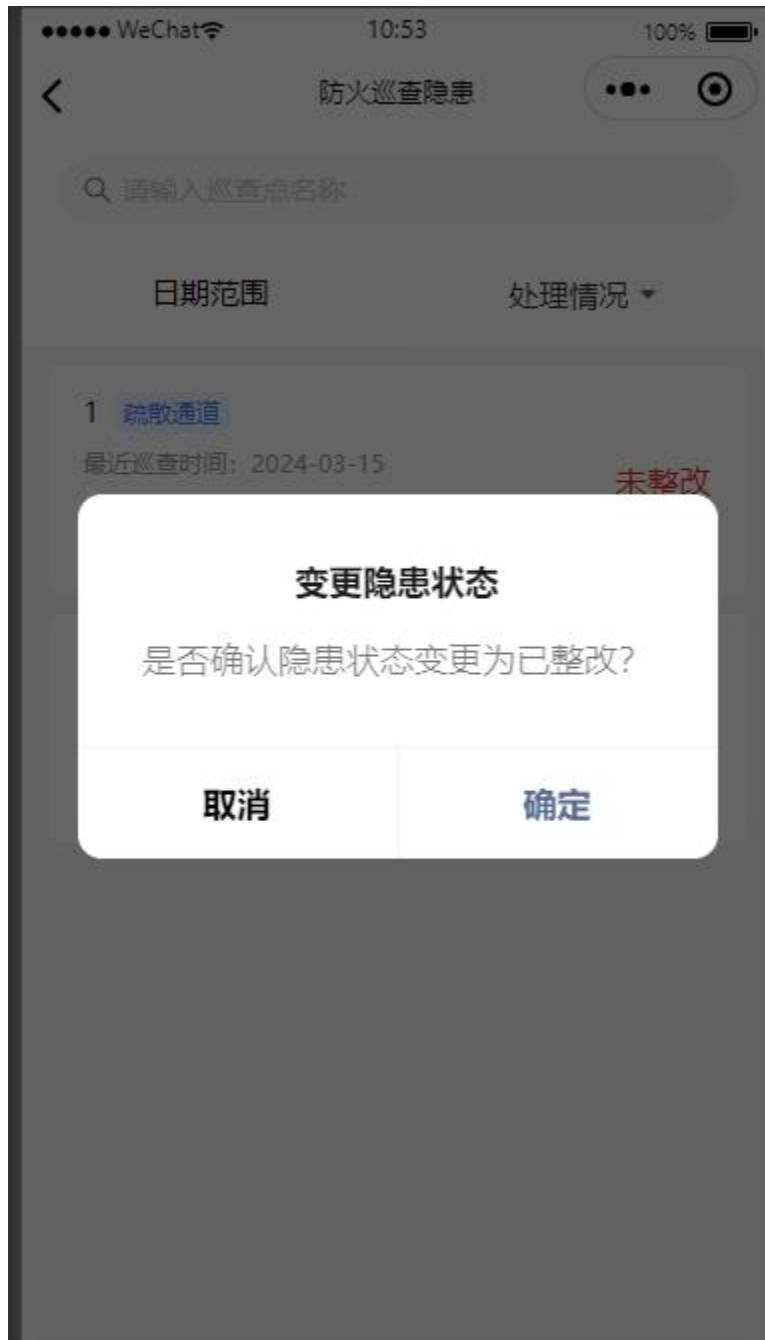 WeChat 10:53 100%
防火巡查隐患
请输入巡查点名称
日期范围 处理情况
1 疏散通道
最近巡查时间：2024-03-15
未整改
变更隐患状态
是否确认隐患状态变更为已整改？
取消 确定